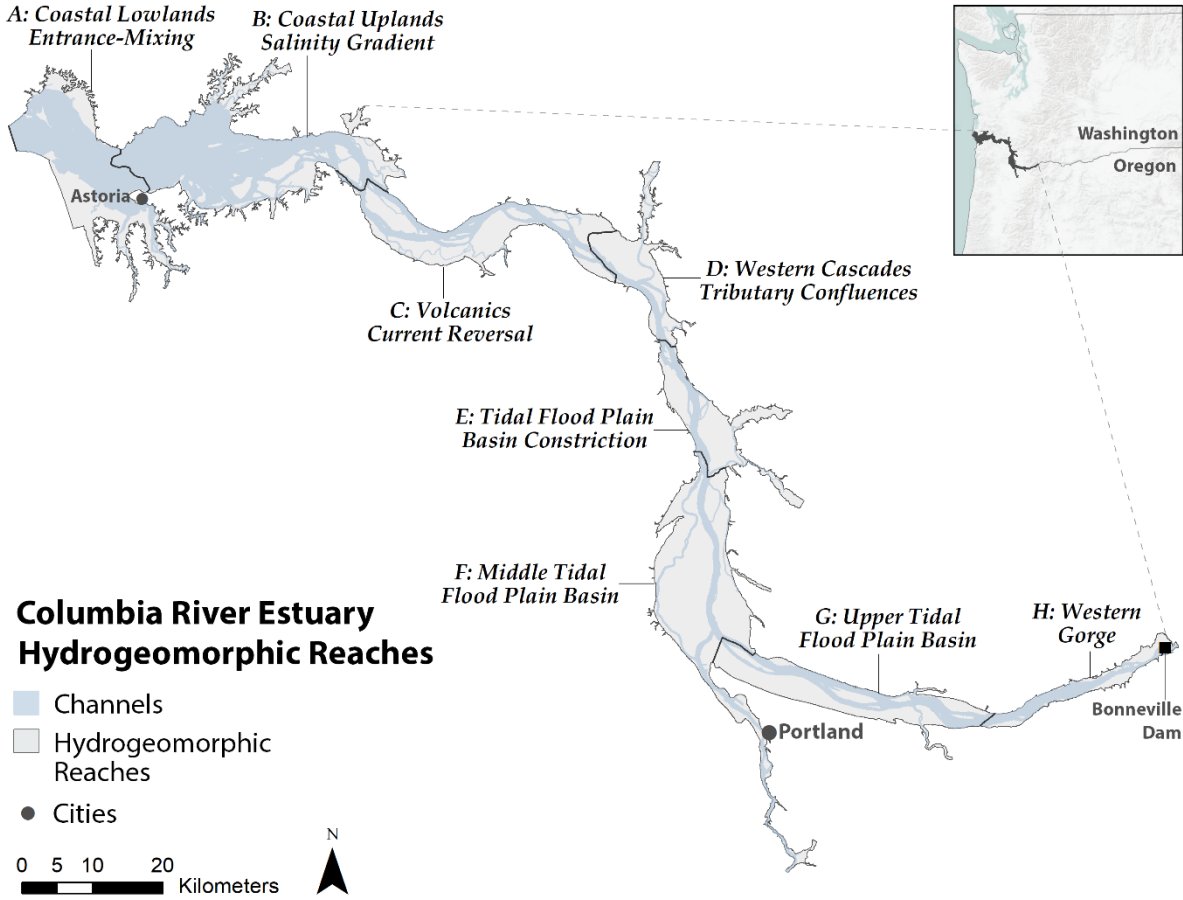 A: Coastal Lowlands
Entrance-Mixing
B: Coastal Uplands
Salinity Gradient
Washington
Oregon
Astoria
D: Western Cascades
Tributary Confluences
C: Volcanics
Current Reversal
E: Tidal Flood Plain
Basin Constriction
F: Middle Tidal
Flood Plain Basin
G: Upper Tidal
Flood Plain Basin
H: Western
Gorge
Bonneville
Dam
Portland
Columbia River Estuary
Hydrogeomorphic Reaches
Channels
Hydrogeomorphic
Reaches
Cities
0 5 10 20
Kilometers
N